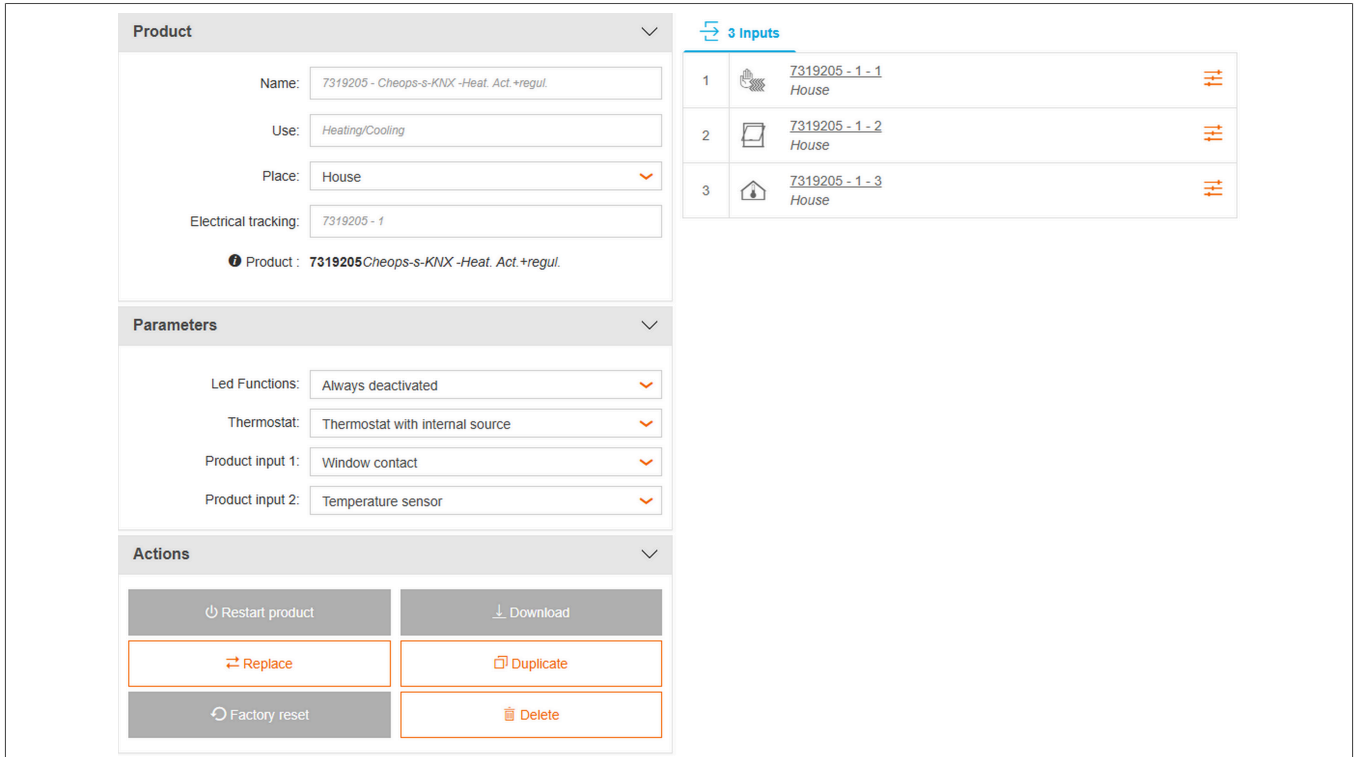 Product
Name: 7319205 - Cheops-s-KNX -Heat. Act.+regul.
Use: Heating/Cooling
Place: House
Electrical tracking: 7319205 - 1
Product : 7319205Cheops-s-KNX -Heat. Act.+regul.
Parameters
Led Functions: Always deactivated
Thermostat: Thermostat with internal source
Product input 1: Window contact
Product input 2: Temperature sensor
Actions
Restart product
Download
Replace
Duplicate
Factory reset
Delete
3 Inputs
1
7319205 - 1 - 1
House
2
7319205 - 1 - 2
House
3
7319205 - 1 - 3
House